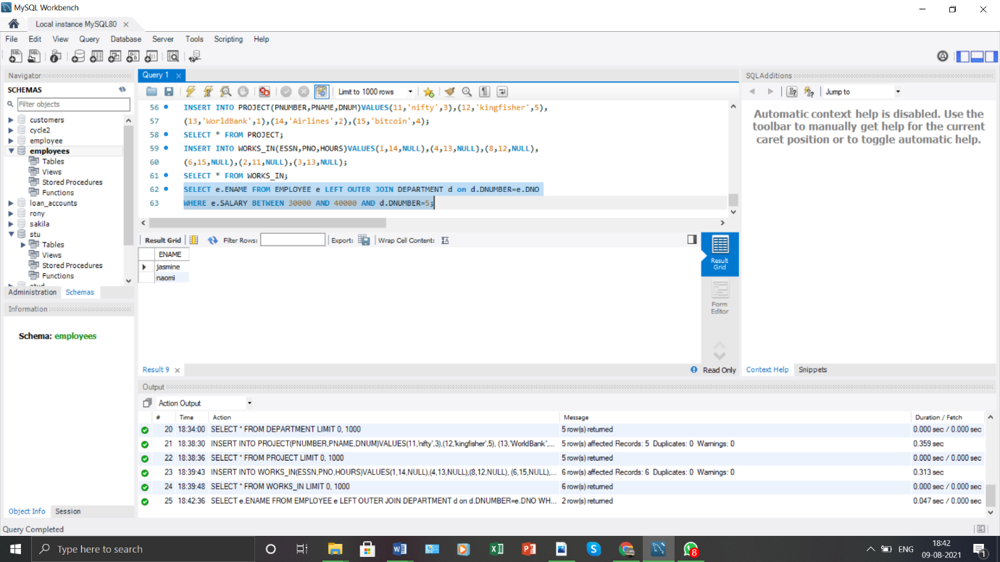 MySQL Workbench
Local instance MySQL80
File Edit View Query Database Server Tools Scripting Help
Navigator
SCHEMAS
Filter objects
customers
cycle2
employee
employees
Tables
Views
Stored Procedures
Functions
loan_accounts
rony
sakila
stu
Tables
Views
Stored Procedures
Functions
Administration Schemas
Information
Schema: employees
Object Info Session
Query Completed
Query 1
Limit to 1000 rows
56 INSERT INTO PROJECT(PNUMBER,PNAME,DNUM)VALUES(11,'nifty',3),(12,'kingfisher',5),
57 (13,'WorldBank',1),(14,'Airlines',2),(15,'bitcoin',4);
58 SELECT * FROM PROJECT;
59 INSERT INTO WORKS_IN(ESSN,PNO,HOURS)VALUES(1,14,NULL),(4,13,NULL),(8,12,NULL),
60 (6,15,NULL),(2,11,NULL),(3,13,NULL);
61 SELECT * FROM WORKS_IN;
62 SELECT e.ENAME FROM EMPLOYEE e LEFT OUTER JOIN DEPARTMENT d on d.DNUMBER=e.DNO
63 WHERE e.SALARY BETWEEN 30000 AND 40000 AND d.DNUMBER=5;
Result Grid Filter Rows: Export: Wrap Cell Content:
ENAME
jasmine
naomi
Result Grid
Form Editor
Result 9
Read Only
SQLAdditions
Jump to
Automatic context help is disabled. Use the
toolbar to manually get help for the current
caret position or to toggle automatic help.
Context Help Snippets
Output
Action Output
# Time Action Message Duration / Fetch
20 18:34:00 SELECT * FROM DEPARTMENT LIMIT 0, 1000 5 row(s) returned 0.000 sec / 0.000 sec
21 18:38:30 INSERT INTO PROJECT(PNUMBER,PNAME,DNUM)VALUES(11,'nifty',3),(12,'kingfisher',5), (13,'WorldBank',... 5 row(s) affected Records: 5 Duplicates: 0 Warnings: 0 0.359 sec
22 18:38:36 SELECT * FROM PROJECT LIMIT 0, 1000 5 row(s) returned 0.000 sec / 0.000 sec
23 18:39:43 INSERT INTO WORKS_IN(ESSN,PNO,HOURS)VALUES(1,14,NULL),(4,13,NULL),(8,12,NULL), (6,15,NULL),... 6 row(s) affected Records: 6 Duplicates: 0 Warnings: 0 0.313 sec
24 18:39:48 SELECT * FROM WORKS_IN LIMIT 0, 1000 6 row(s) returned 0.000 sec / 0.000 sec
25 18:42:36 SELECT e.ENAME FROM EMPLOYEE e LEFT OUTER JOIN DEPARTMENT d on d.DNUMBER=e.DNO WH... 2 row(s) returned 0.047 sec / 0.000 sec
Type here to search
8
ENG
18:42
09-08-2021
1